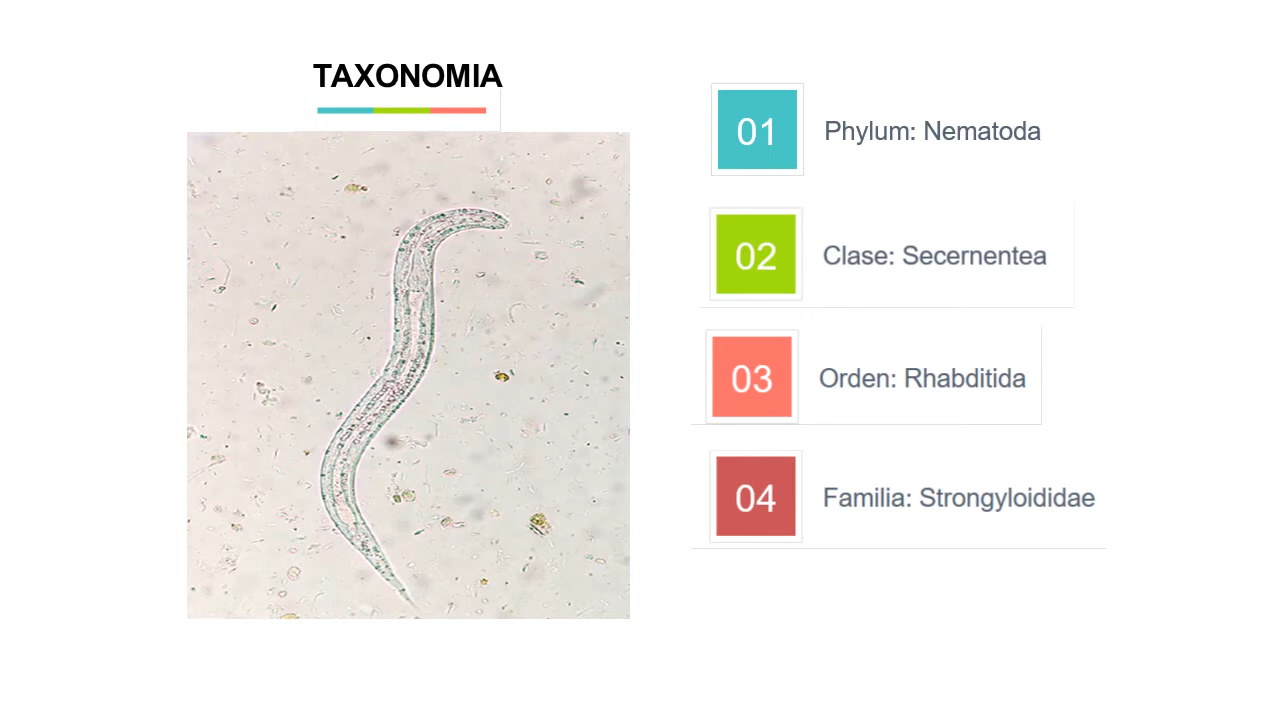 TAXONOMIA
01
Phylum: Nematoda
02
Clase: Secernentea
03
Orden: Rhabditida
04
Familia: Strongyloididae